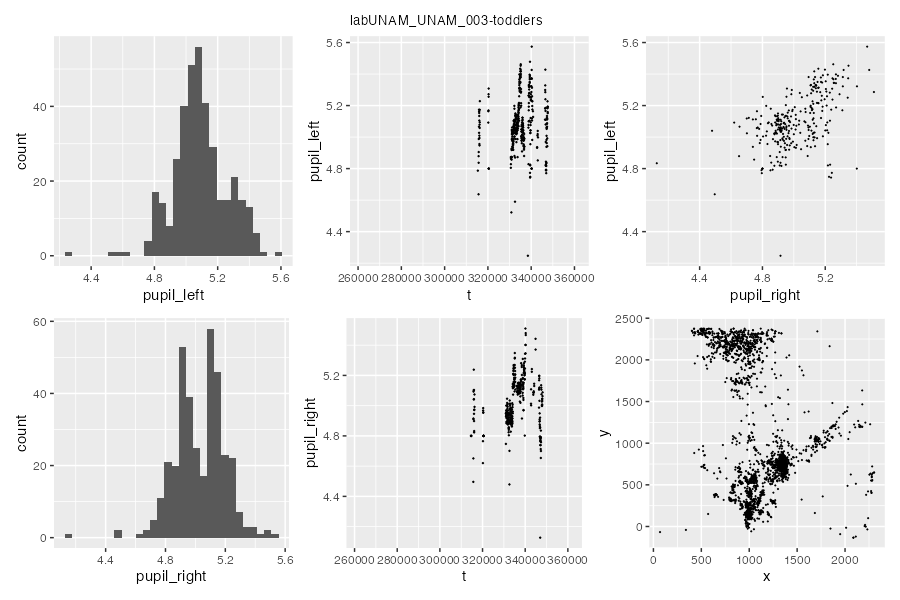 labUNAM_UNAM_003-toddlers
count
40
20
0
4.4 4.8 5.2 5.6
pupil_left
pupil_left
5.6
5.2
4.8
4.4
260000 280000 300000 320000 340000 360000
t
pupil_left
5.6
5.2
4.8
4.4
4.4 4.8 5.2
pupil_right
count
60
40
20
0
4.4 4.8 5.2 5.6
pupil_right
pupil_right
5.2
4.8
4.4
260000 280000 300000 320000 340000 360000
t
y
2500
2000
1500
1000
500
0
0 500 1000 1500 2000
x